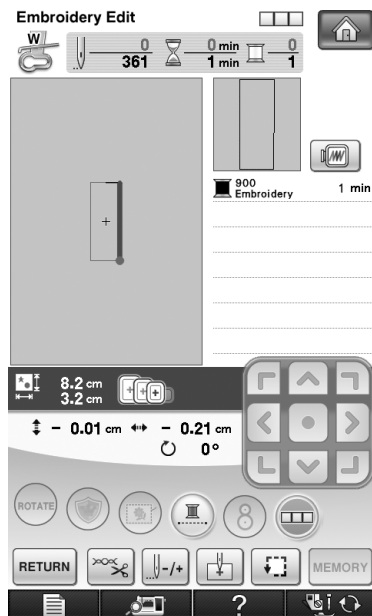 Embroidery Edit
W
0
361
0 min
1 min
0
1
900
Embroidery
1 min
8.2 cm
3.2 cm
- 0.01 cm
- 0.21 cm
0°
ROTATE
8
-/+
RETURN
MEMORY
?